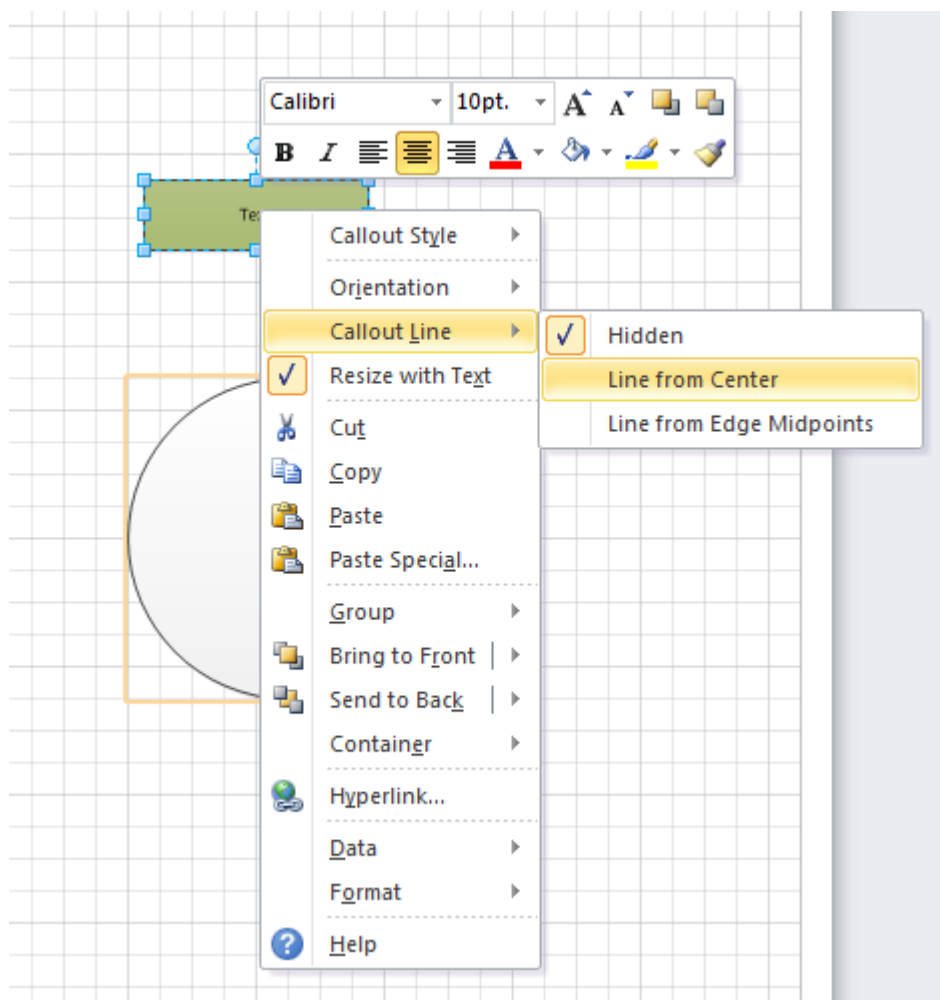 Calibri 10pt. A A
B I A
Callout Style
Orientation
Callout Line
Resize with Text
Cut
Copy
Paste
Paste Special...
Group
Bring to Front
Send to Back
Container
Hyperlink...
Data
Format
Help
Hidden
Line from Center
Line from Edge Midpoints